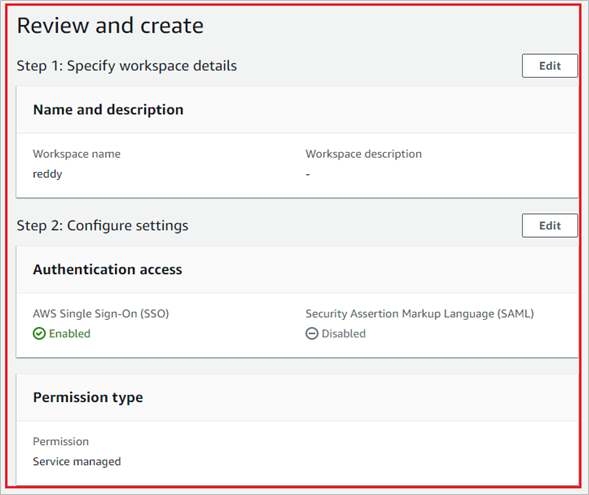 Review and create
Step 1: Specify workspace details
Edit
Name and description
Workspace name
Workspace description
reddy
-
Step 2: Configure settings
Edit
Authentication access
AWS Single Sign-On (SSO)
Security Assertion Markup Language (SAML)
Enabled
Disabled
Permission type
Permission
Service managed